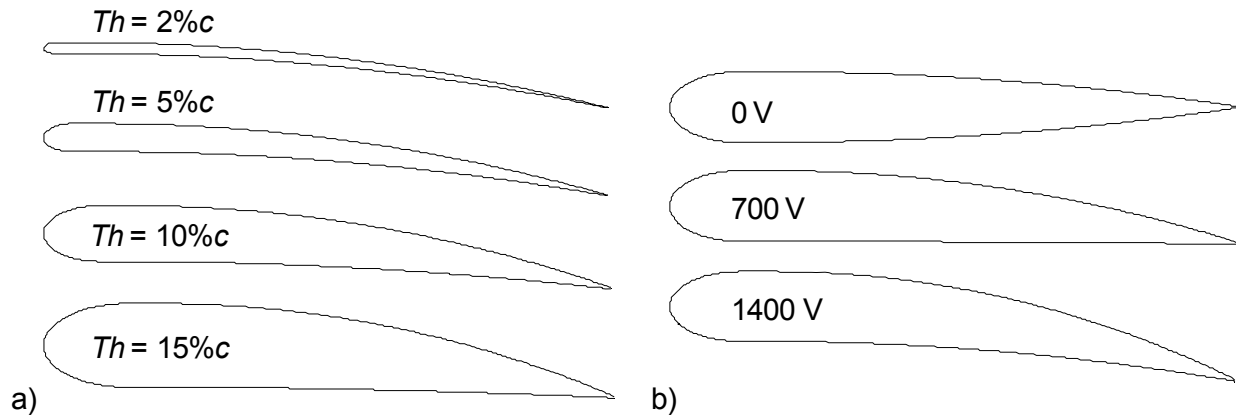 Th = 2%c
Th = 5%c
Th = 10%c
Th = 15%c
a)
0 V
700 V
1400 V
b)